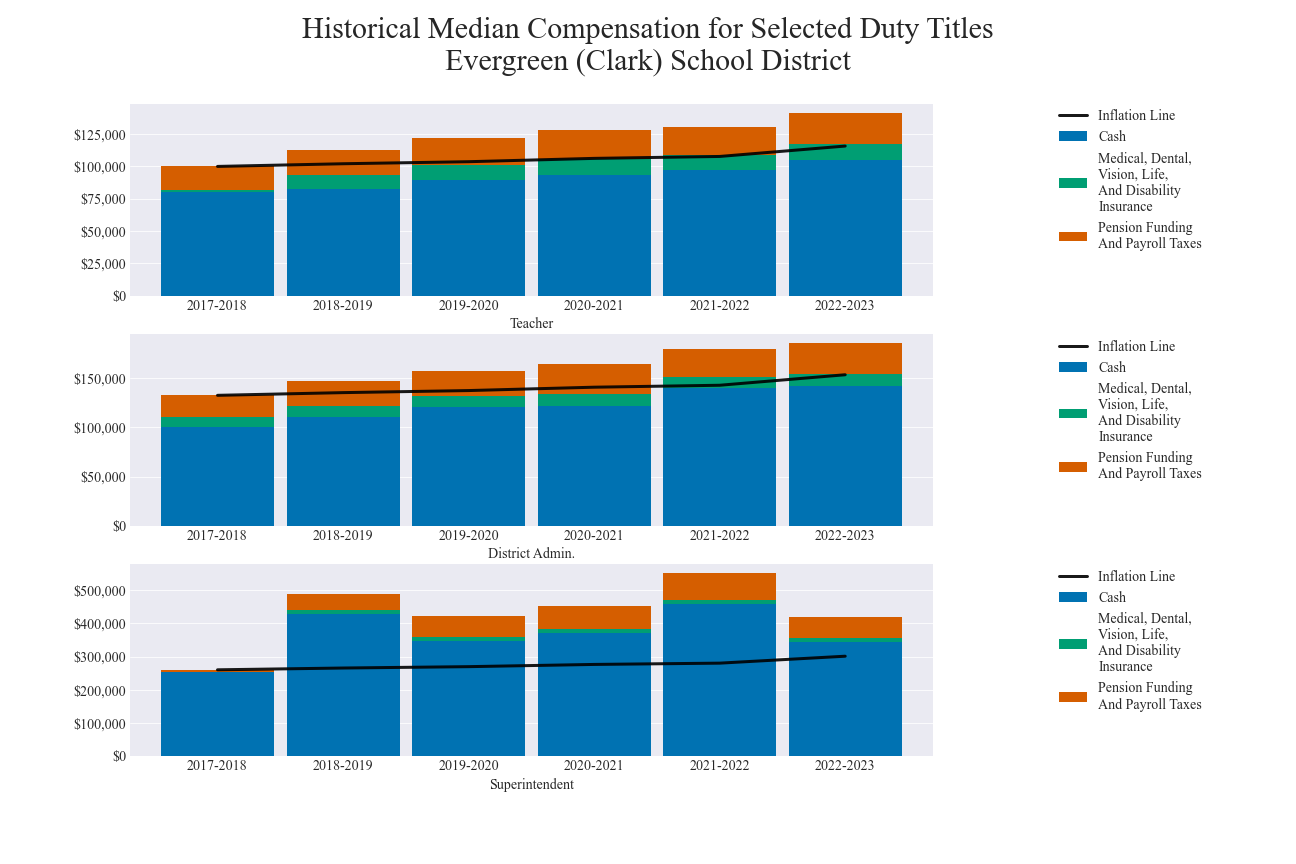 Historical Median Compensation for Selected Duty Titles
Evergreen (Clark) School District
$125,000
$100,000
$75,000
$50,000
$25,000
$0
2017-2018 2018-2019 2019-2020 2020-2021 2021-2022 2022-2023
Teacher
Inflation Line
Cash
Medical, Dental,
Vision, Life,
And Disability
Insurance
Pension Funding
And Payroll Taxes
$150,000
$100,000
$50,000
$0
2017-2018 2018-2019 2019-2020 2020-2021 2021-2022 2022-2023
District Admin.
Inflation Line
Cash
Medical, Dental,
Vision, Life,
And Disability
Insurance
Pension Funding
And Payroll Taxes
$500,000
$400,000
$300,000
$200,000
$100,000
$0
2017-2018 2018-2019 2019-2020 2020-2021 2021-2022 2022-2023
Superintendent
Inflation Line
Cash
Medical, Dental,
Vision, Life,
And Disability
Insurance
Pension Funding
And Payroll Taxes